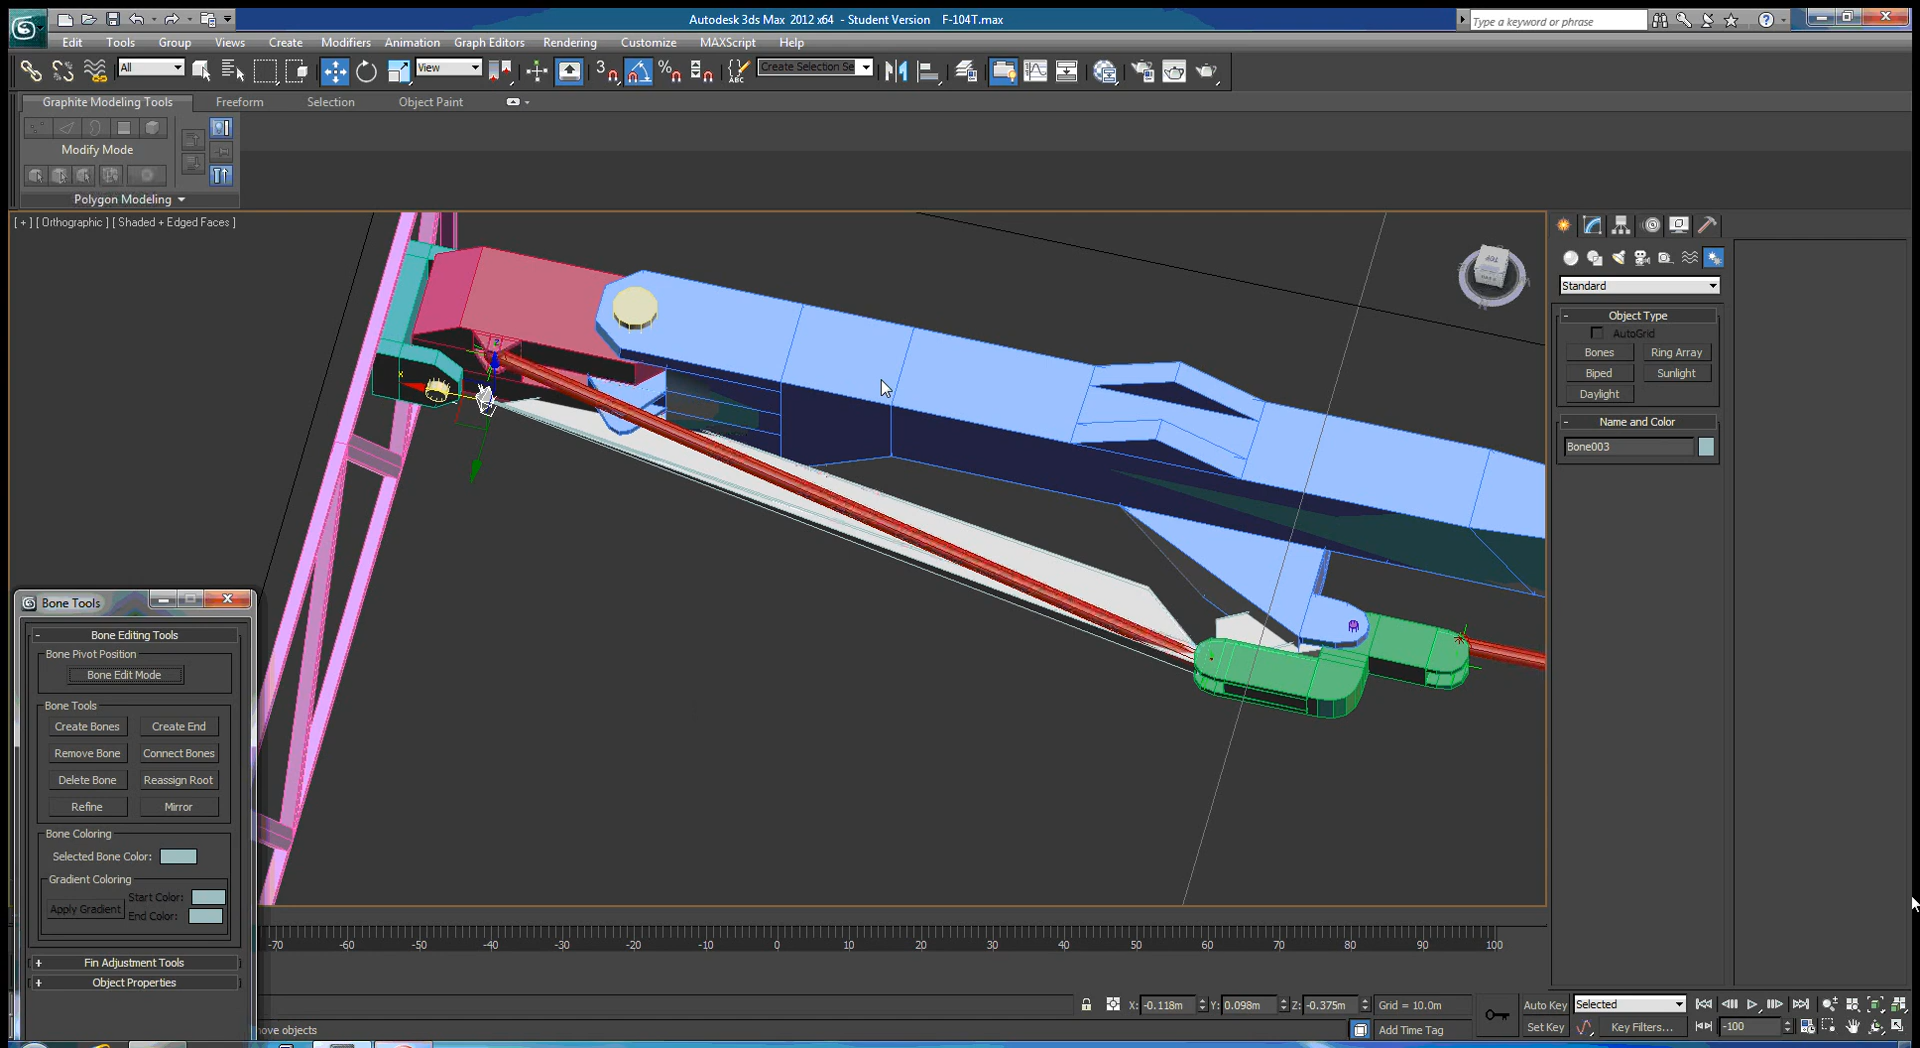 Autodesk 3ds Max 2012 x64 - Student Version F-104T.max
Type a keyword or phrase
Edit Tools Group Views Create Modifiers Animation Graph Editors Rendering Customize MAXScript Help
All
View
3
Create Selection Se
Graphite Modeling Tools Freeform Selection Object Paint
Modify Mode
Polygon Modeling
[ + ] [ Orthographic ] [ Shaded + Edged Faces ]
TOP
x
z
Standard
- Object Type
AutoGrid
Bones Ring Array
Biped Sunlight
Daylight
- Name and Color
Bone003
Bone Tools
- Bone Editing Tools
Bone Pivot Position
Bone Edit Mode
Bone Tools
Create Bones Create End
Remove Bone Connect Bones
Delete Bone Reassign Root
Refine Mirror
Bone Coloring
Selected Bone Color:
Gradient Coloring
Start Color:
Apply Gradient
End Color:
+ Fin Adjustment Tools
+ Object Properties
-70 -60 -50 -40 -30 -20 -10 0 10 20 30 40 50 60 70 80 90 100
X: -0.118m Y: 0.098m Z: -0.375m Grid = 10.0m
Auto Key Selected
ove objects
Add Time Tag
Set Key Key Filters... -100